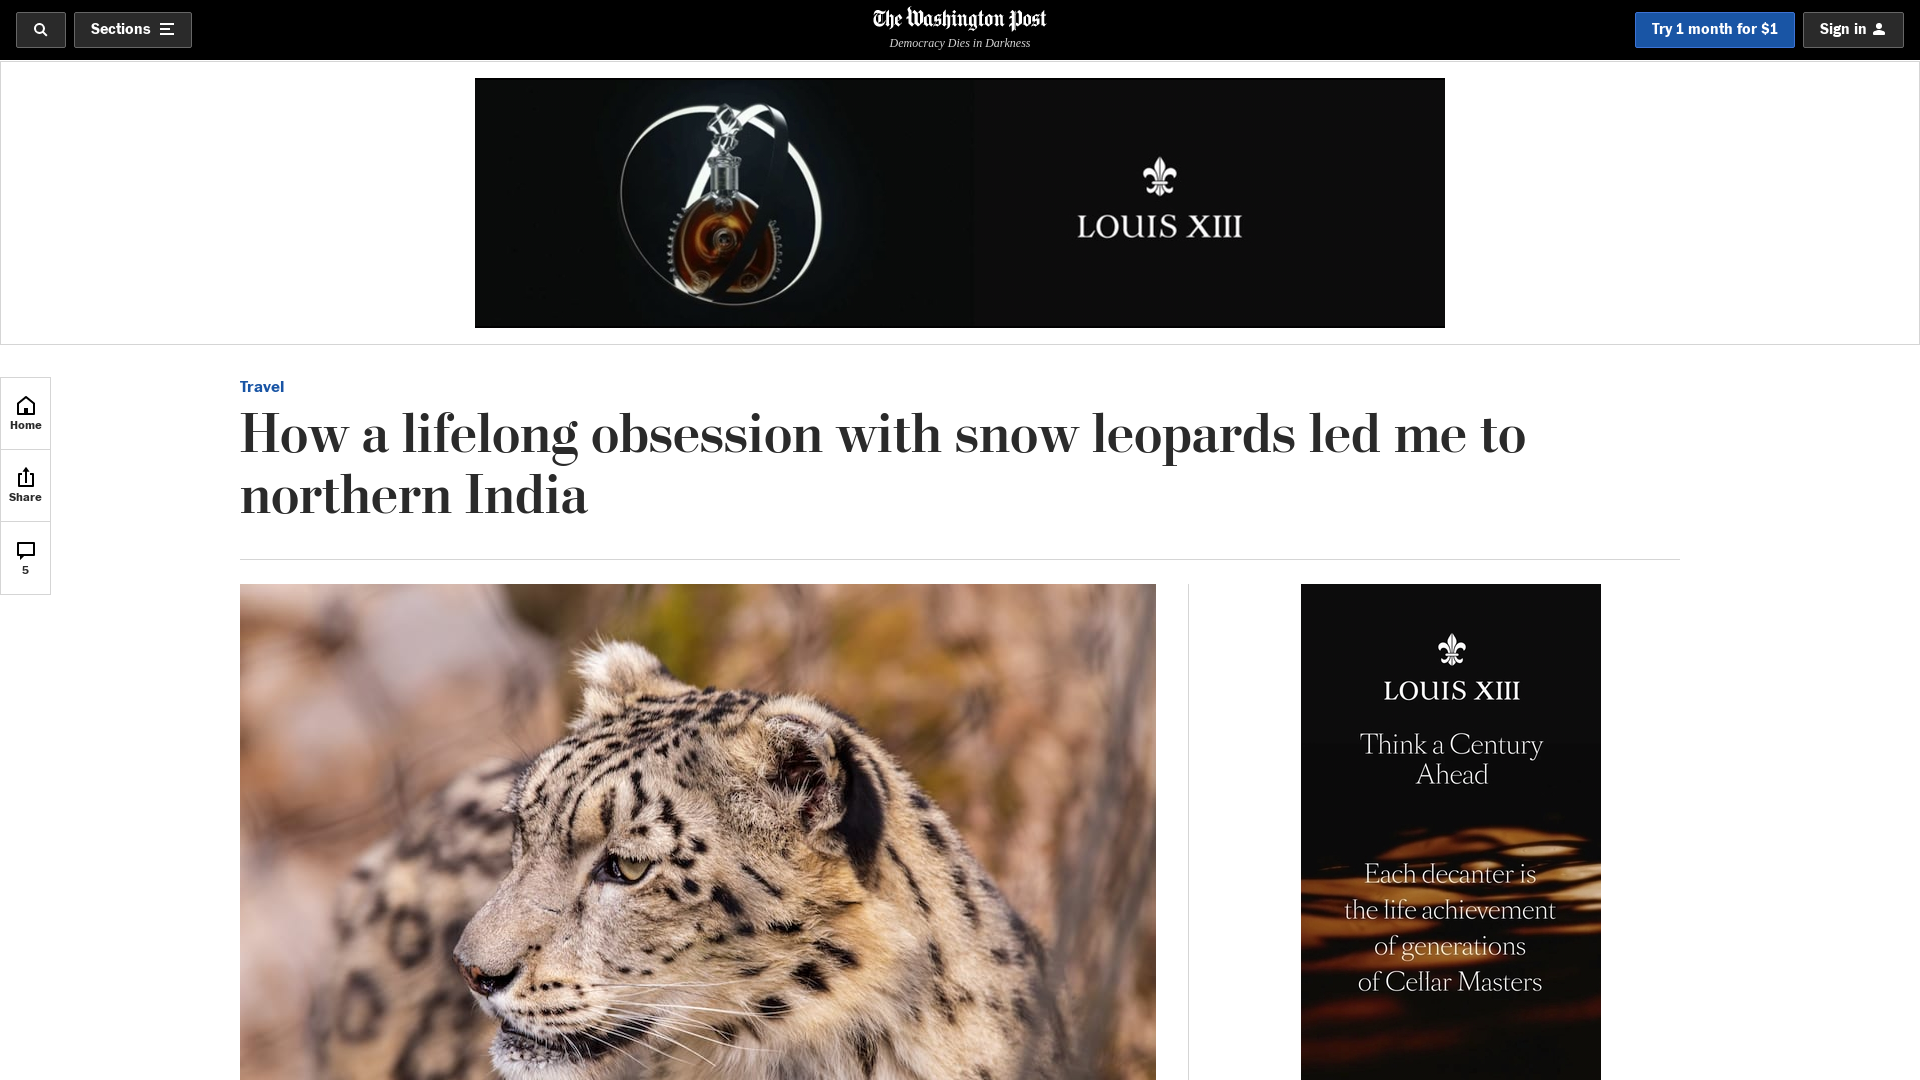 Sections
The Washington Post
Democracy Dies in Darkness
Try 1 month for $1
Sign in
LOUIS XIII
Home
Share
5
Travel
How a lifelong obsession with snow leopards led me to
northern India
LOUIS XIII
Think a Century
Ahead
Each decanter is
the life achievement
of generations
of Cellar Masters